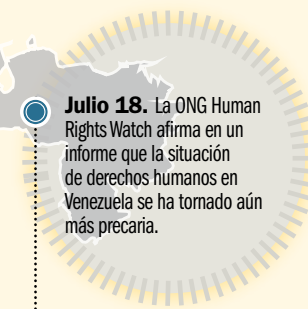 Julio 18. La ONG Human
Rights Watch afirma en un
informe que la situación
de derechos humanos en
Venezuela se ha tornado aún
más precaria.